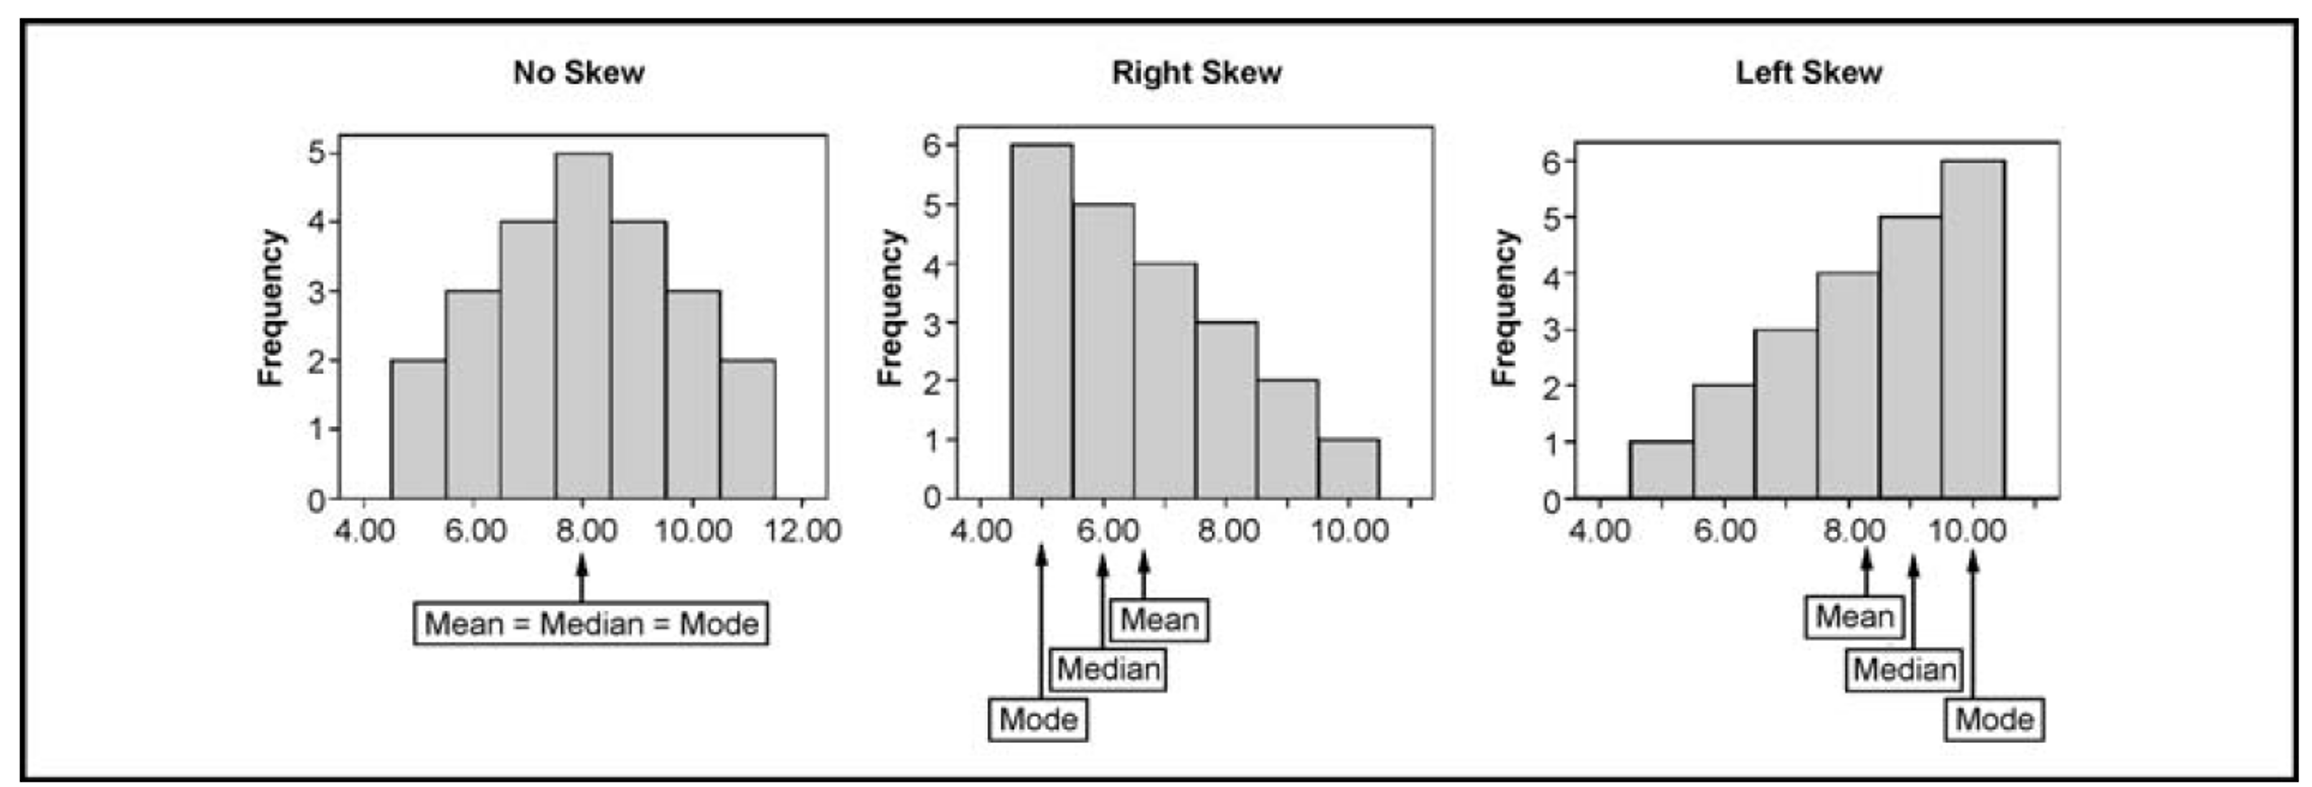 No Skew
Frequency
5
4
3
2
1
0
4.00 6.00 8.00 10.00 12.00
Mean = Median = Mode
Right Skew
Frequency
6
5
4
3
2
1
0
4.00 6.00 8.00 10.00
Mean
Median
Mode
Left Skew
Frequency
6
5
4
3
2
1
0
4.00 6.00 8.00 10.00
Mean
Median
Mode